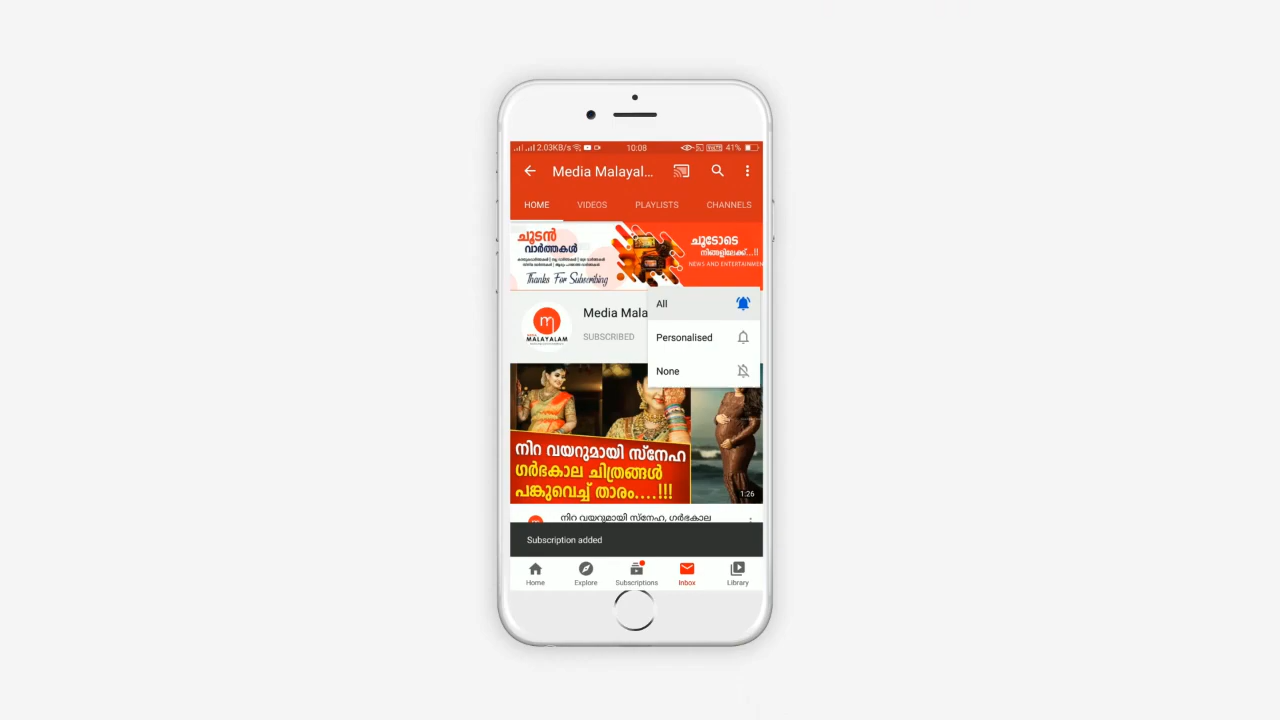 2.03KB/s
10:08
41%
Media Malayal...
HOME
VIDEOS
PLAYLISTS
CHANNELS
ചൂടൻ
വാർത്തകൾ
Thanks For Subscribing
ചൂടോടെ
നിങ്ങളിലേക്ക്...!!
NEWS AND ENTERTAINMEN
Media Mala
SUBSCRIBED
MALAYALAM
All
Personalised
None
നിറ വയറുമായി സ്നേഹ
ഗർഭകാല ചിത്രങ്ങൾ
പങ്കുവെച്ച് താരം....!!!
1:26
നിറ വയറുമായി സ്നേഹ, ഗർഭകാല
Subscription added
Home
Explore
Subscriptions
Inbox
Library